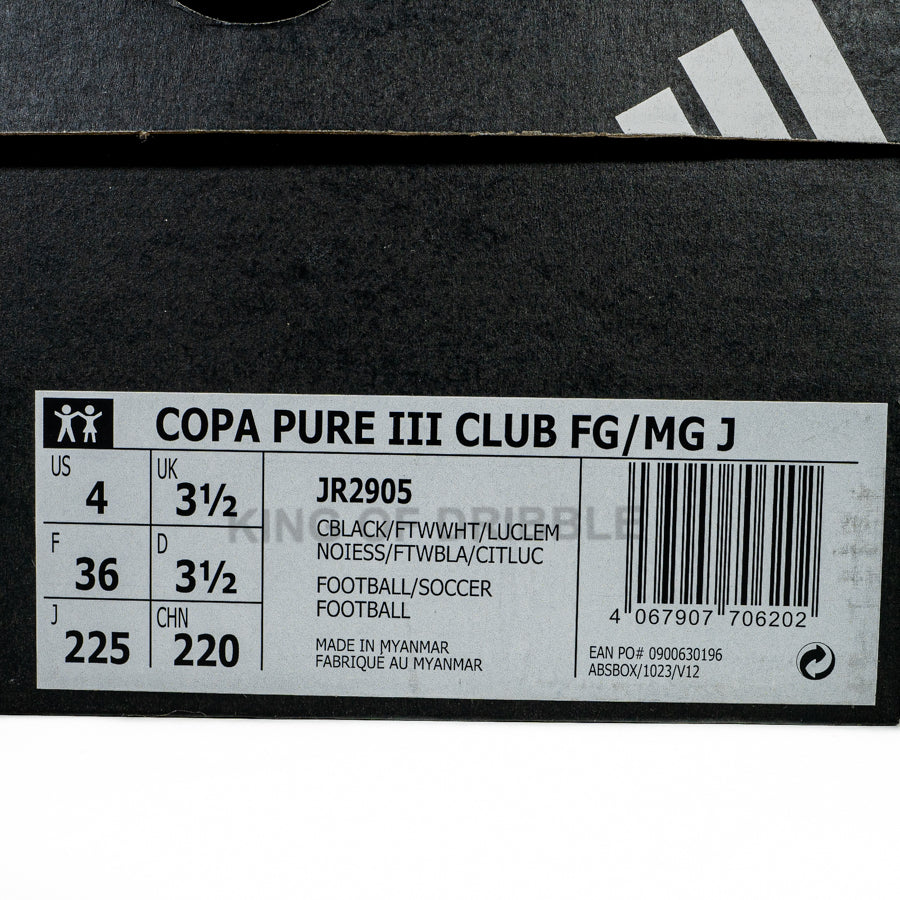 COPA PURE III CLUB FG/MG J
US 4 UK 3½
F 36 D 3½
J 225 CHN 220
JR2905
CBLACK/FTWWHT/LUCLEM
NOIESS/FTWBLA/CITLUC
FOOTBALL/SOCCER
FOOTBALL
MADE IN MYANMAR
FABRIQUÉ AU MYANMAR
4 067907 706202
EAN PO# 0900630196
ABSBOX/1023/V12
KING OF DRIBBLE